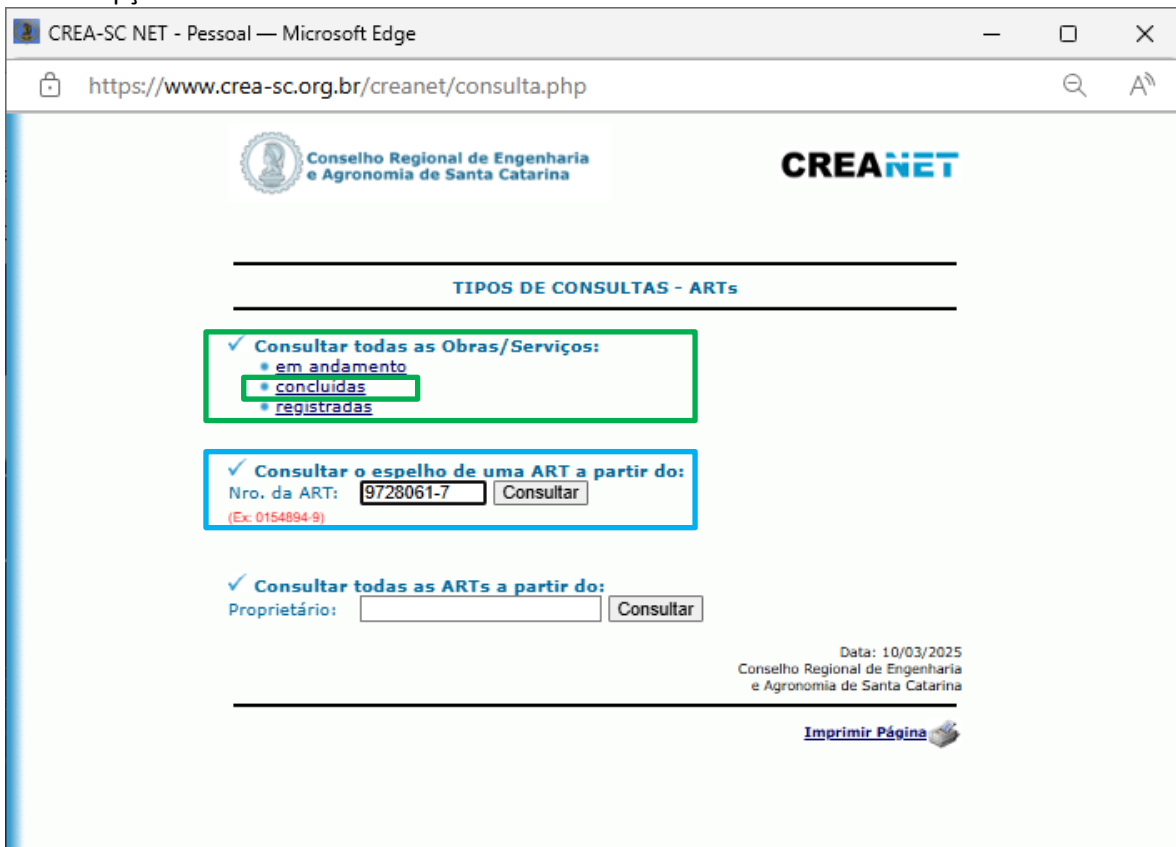 CREA-SC NET - Pessoal — Microsoft Edge
https://www.crea-sc.org.br/creanet/consulta.php
Conselho Regional de Engenharia
e Agronomia de Santa Catarina
CREANET
TIPOS DE CONSULTAS - ARTs
Consultar todas as Obras/Serviços:
em andamento
concluidas
registradas
Consultar o espelho de uma ART a partir do:
Nro. da ART: 9728061-7 Consultar
(Ex: 0154894-9)
Consultar todas as ARTs a partir do:
Proprietário: Consultar
Data: 10/03/2025
Conselho Regional de Engenharia
e Agronomia de Santa Catarina
Imprimir Página